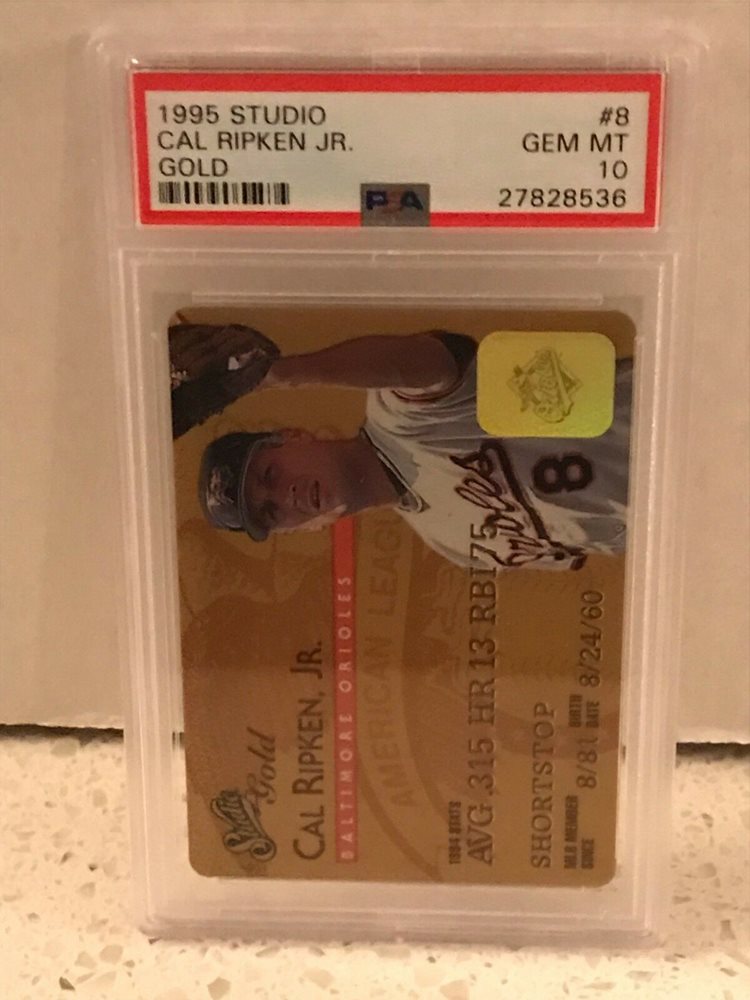 1995 STUDIO #8
CAL RIPKEN JR. GEM MT
GOLD 10
PSA 27828536
Orioles
8
Studio
Gold
CAL RIPKEN, JR.
BALTIMORE ORIOLES
AMERICAN LEAGU
1994 STATS
AVG .315 HR 13 RBI 75
SHORTSTOP
MLB MEMBER SINCE 8/81 BIRTH DATE 8/24/60